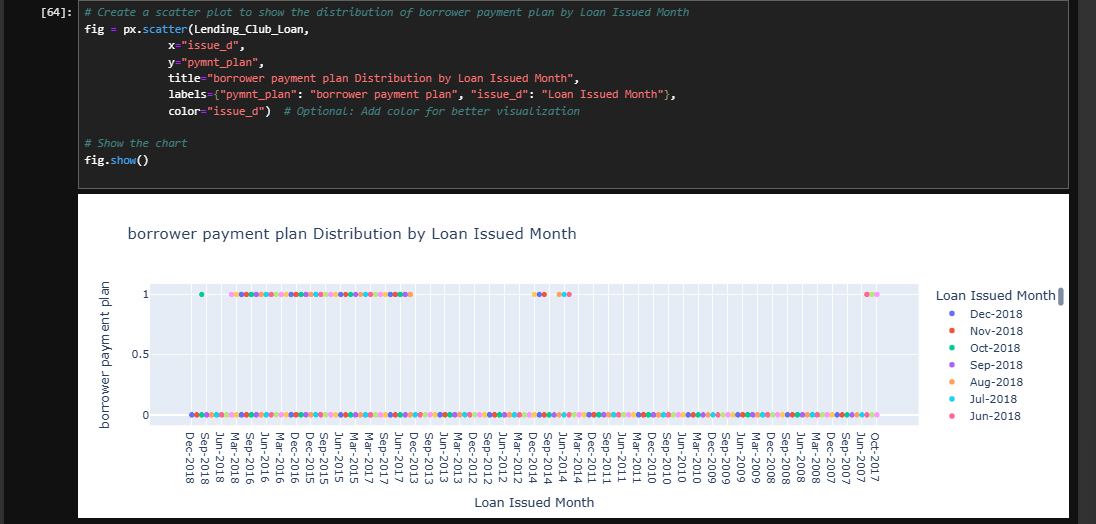 [64]:
# Create a scatter plot to show the distribution of borrower payment plan by Loan Issued Month
fig = px.scatter(Lending_Club_Loan,
x="issue_d",
y="pymnt_plan",
title="borrower payment plan Distribution by Loan Issued Month",
labels={"pymnt_plan": "borrower payment plan", "issue_d": "Loan Issued Month"},
color="issue_d")  # Optional: Add color for better visualization
# Show the chart
fig.show()
borrower payment plan Distribution by Loan Issued Month
borrower payment plan
1
0.5
0
Dec-2018
Sep-2018
Jun-2018
Mar-2018
Sep-2016
Jun-2016
Mar-2016
Dec-2015
Sep-2015
Jun-2015
Mar-2015
Mar-2017
Sep-2017
Jun-2017
Dec-2013
Sep-2013
Jun-2013
Mar-2013
Dec-2012
Sep-2012
Jun-2012
Mar-2012
Dec-2014
Sep-2014
Jun-2014
Mar-2014
Dec-2011
Sep-2011
Jun-2011
Mar-2011
Dec-2010
Sep-2010
Jun-2010
Mar-2010
Dec-2009
Sep-2009
Jun-2009
Mar-2009
Dec-2008
Sep-2008
Jun-2008
Mar-2008
Dec-2007
Sep-2007
Jun-2007
Oct-2017
Loan Issued Month
Loan Issued Month
Dec-2018
Nov-2018
Oct-2018
Sep-2018
Aug-2018
Jul-2018
Jun-2018